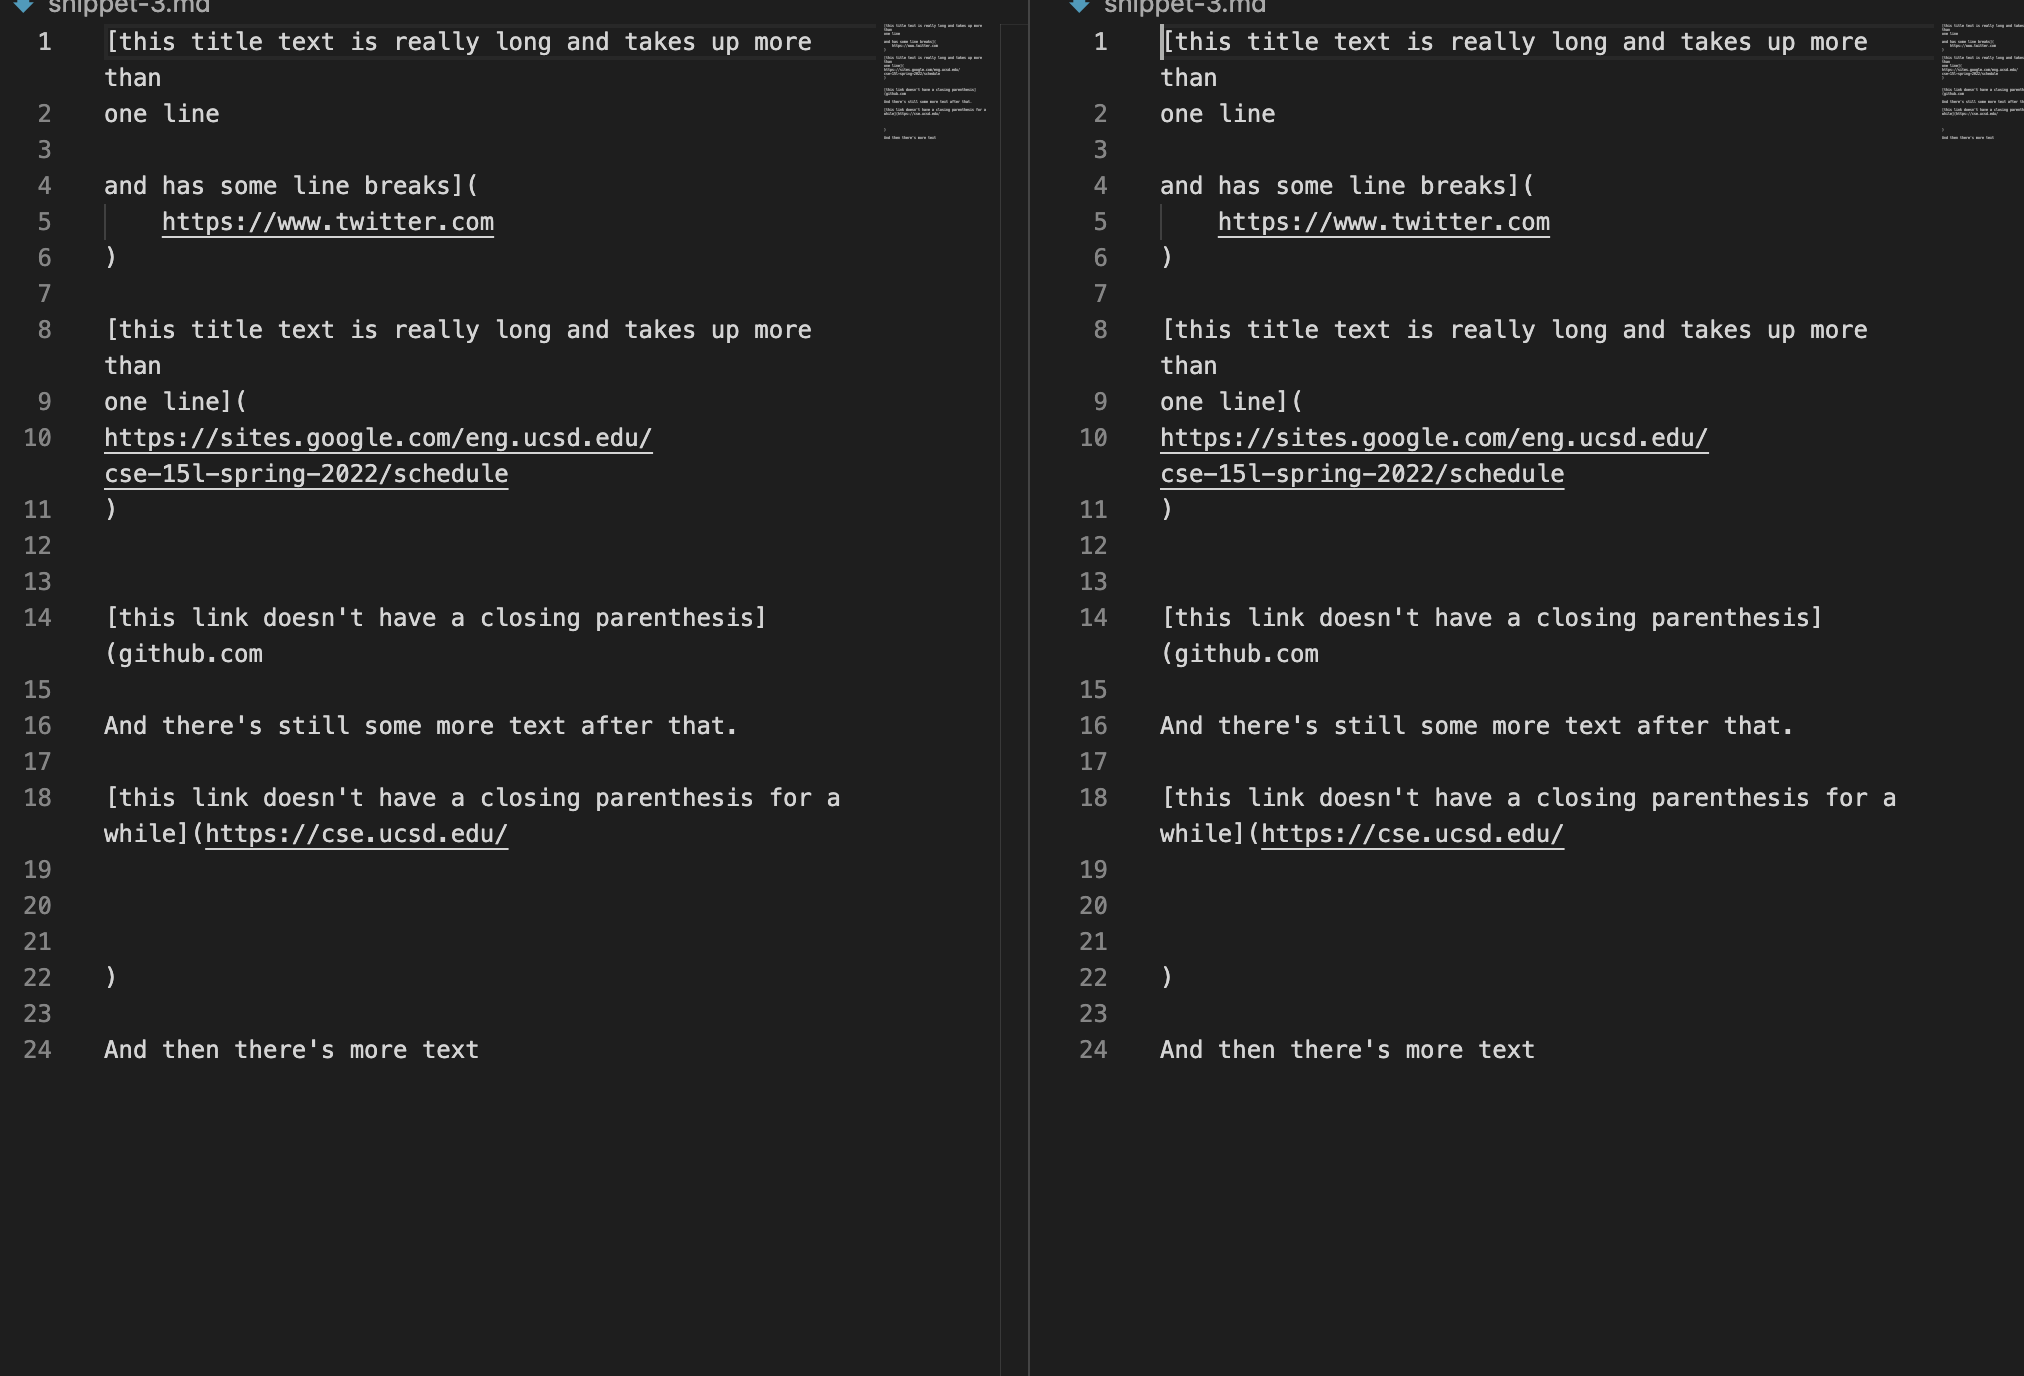 snippet-3.md
1 [this title text is really long and takes up more
than
2 one line
3
4 and has some line breaks](
5 https://www.twitter.com
6 )
7
8 [this title text is really long and takes up more
than
9 one line](
10 https://sites.google.com/eng.ucsd.edu/
cse-15l-spring-2022/schedule
11 )
12
13
14 [this link doesn't have a closing parenthesis]
(github.com
15
16 And there's still some more text after that.
17
18 [this link doesn't have a closing parenthesis for a
while](https://cse.ucsd.edu/
19
20
21
22 )
23
24 And then there's more text
snippet-3.md
1 [this title text is really long and takes up more
than
2 one line
3
4 and has some line breaks](
5 https://www.twitter.com
6 )
7
8 [this title text is really long and takes up more
than
9 one line](
10 https://sites.google.com/eng.ucsd.edu/
cse-15l-spring-2022/schedule
11 )
12
13
14 [this link doesn't have a closing parenthesis]
(github.com
15
16 And there's still some more text after that.
17
18 [this link doesn't have a closing parenthesis for a
while](https://cse.ucsd.edu/
19
20
21
22 )
23
24 And then there's more text